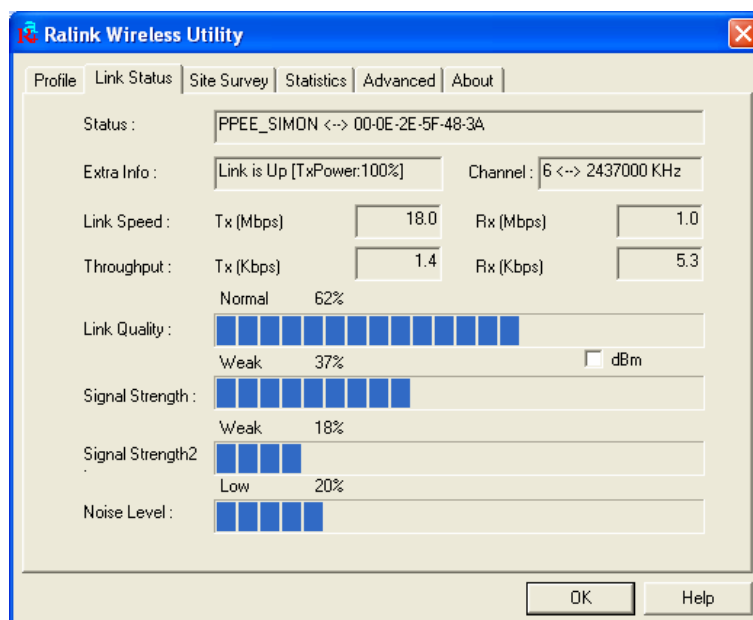 Ralink Wireless Utility
Profile Link Status Site Survey Statistics Advanced About
Status : PPEE_SIMON <--> 00-0E-2E-5F-48-3A
Extra Info : Link is Up [TxPower:100%] Channel : 6 <--> 2437000 KHz
Link Speed : Tx (Mbps) 18.0 Rx (Mbps) 1.0
Throughput : Tx (Kbps) 1.4 Rx (Kbps) 5.3
Normal 62%
Link Quality :
Weak 37% dBm
Signal Strength :
Weak 18%
Signal Strength2
:
Low 20%
Noise Level :
OK Help